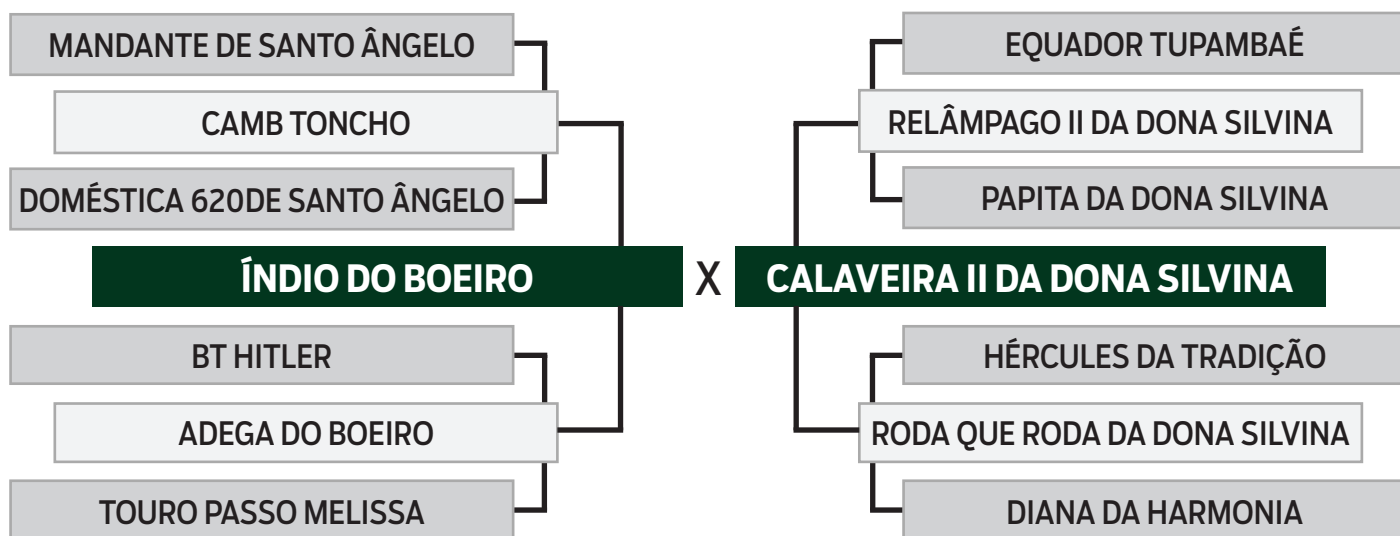 MANDANTE DE SANTO ÂNGELO
CAMB TONCHO
DOMÉSTICA 620DE SANTO ÂNGELO
ÍNDIO DO BOEIRO
BT HITLER
ADEGA DO BOEIRO
TOURO PASSO MELISSA
X
EQUADOR TUPAMBAÉ
RELÂMPAGO II DA DONA SILVINA
PAPITA DA DONA SILVINA
CALAVEIRA II DA DONA SILVINA
HÉRCULES DA TRADIÇÃO
RODA QUE RODA DA DONA SILVINA
DIANA DA HARMONIA